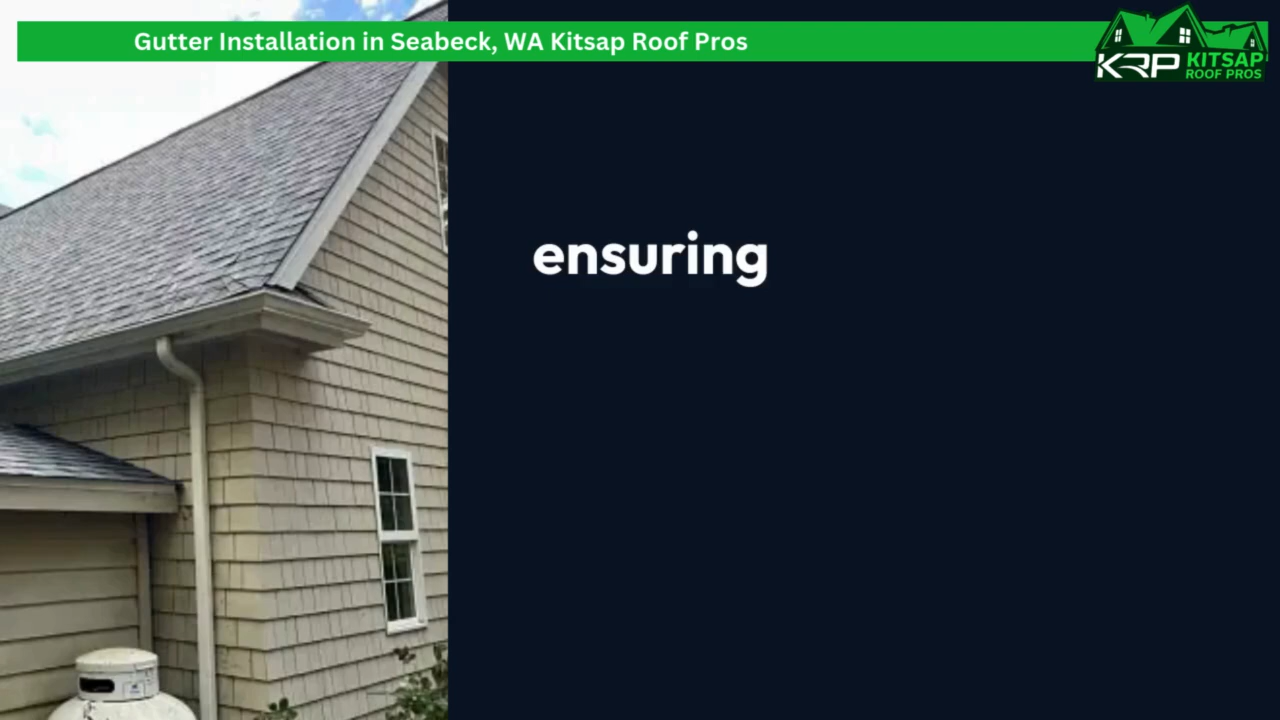 Gutter Installation in Seabeck, WA Kitsap Roof Pros
KRP KITSAP
ROOF PROS
ensuring